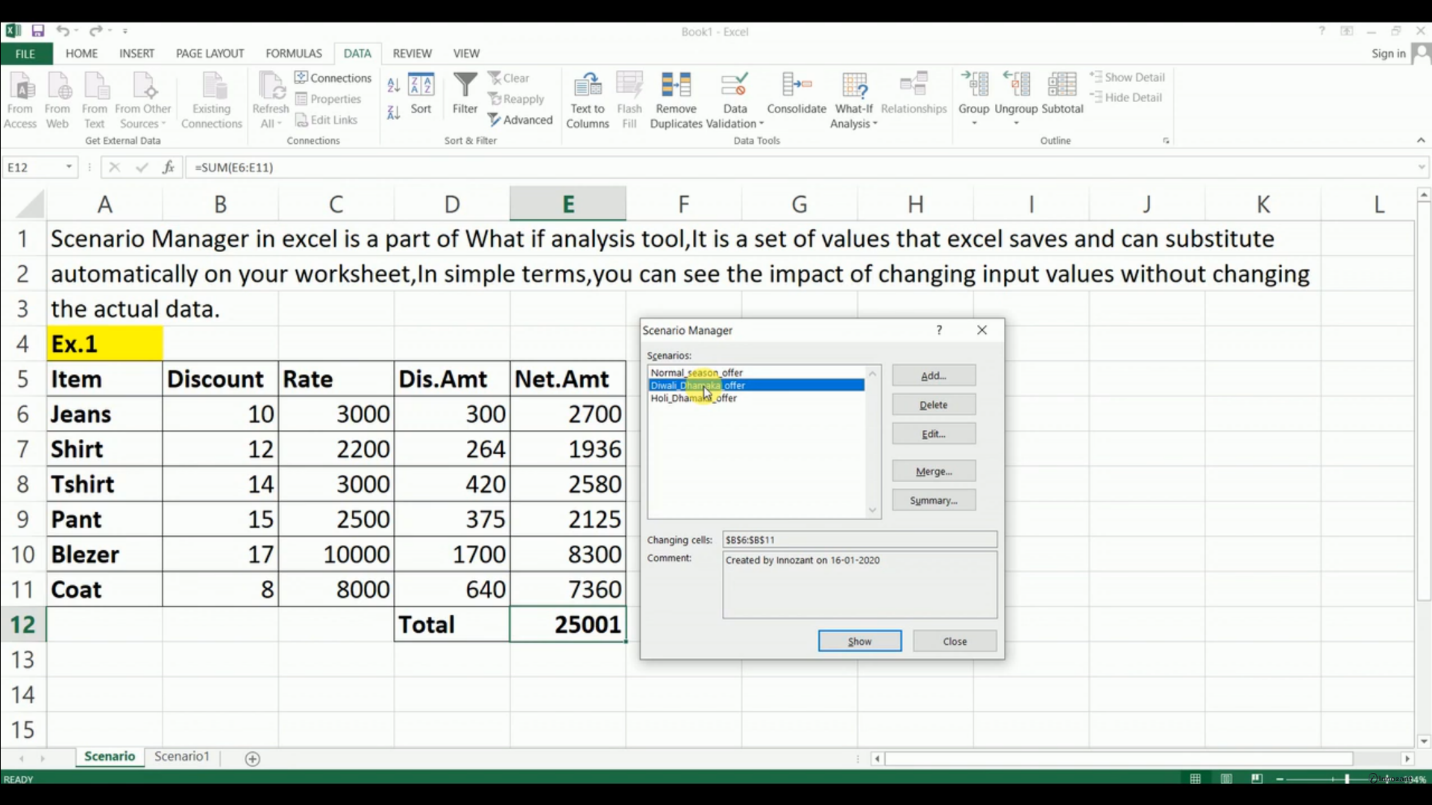 Book1 - Excel
FILE HOME INSERT PAGE LAYOUT FORMULAS DATA REVIEW VIEW
Sign in
From Access
From Web
From Text
From Other Sources
Existing Connections
Get External Data
Refresh All
Connections
Properties
Edit Links
Connections
Sort
Filter
Clear
Reapply
Advanced
Sort & Filter
Text to Columns
Flash Fill
Remove Duplicates
Data Validation
Consolidate
What-If Analysis
Relationships
Data Tools
Group
Ungroup
Subtotal
Show Detail
Hide Detail
Outline
E12 fx =SUM(E6:E11)
A B C D E F G H I J K L
1 Scenario Manager in excel is a part of What if analysis tool,It is a set of values that excel saves and can substitute
2 automatically on your worksheet,In simple terms,you can see the impact of changing input values without changing
3 the actual data.
4 Ex.1
5 Item Discount Rate Dis.Amt Net.Amt
6 Jeans 10 3000 300 2700
7 Shirt 12 2200 264 1936
8 Tshirt 14 3000 420 2580
9 Pant 15 2500 375 2125
10 Blezer 17 10000 1700 8300
11 Coat 8 8000 640 7360
12 Total 25001
13
14
15
Scenario Manager ?
Scenarios:
Normal_season_offer
Diwali_Dhamaka_offer
Holi_Dhamaka_offer
Add...
Delete
Edit...
Merge...
Summary...
Changing cells: $B$6:$B$11
Comment: Created by Innozant on 16-01-2020
Show Close
Scenario Scenario1
READY